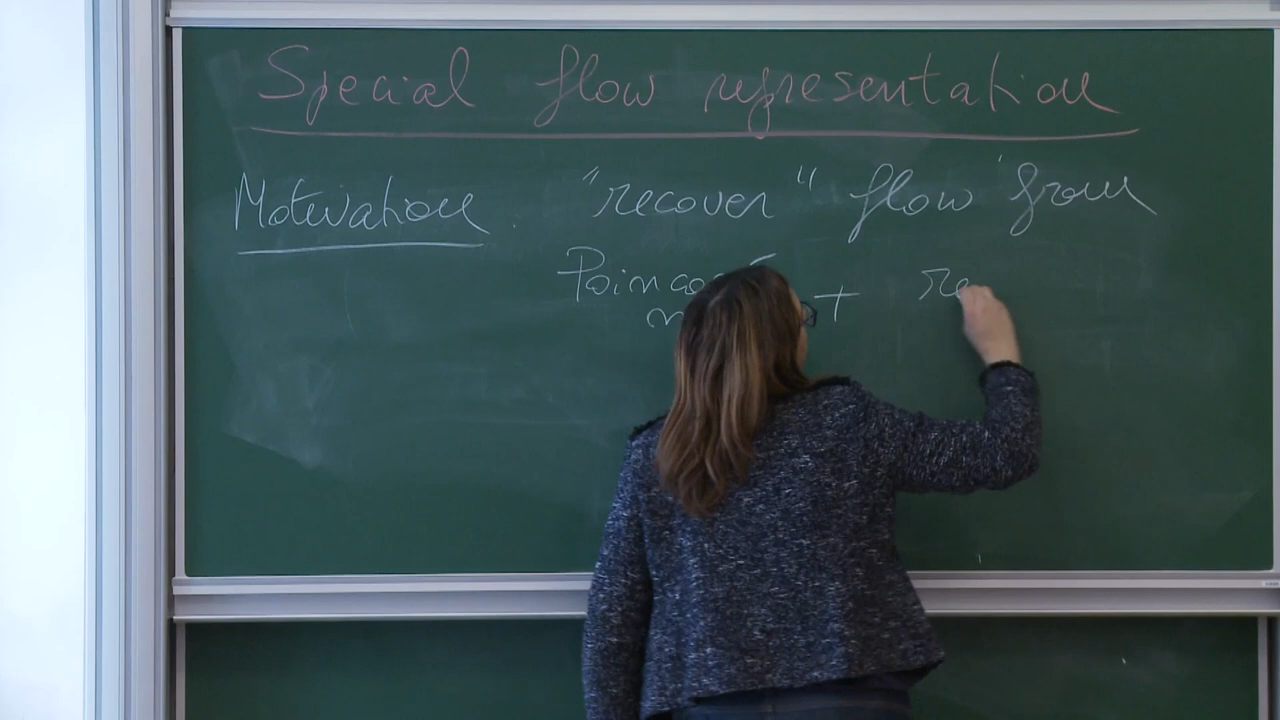 Special flow representation
Motivation "recover" flow from
Poincaré + re